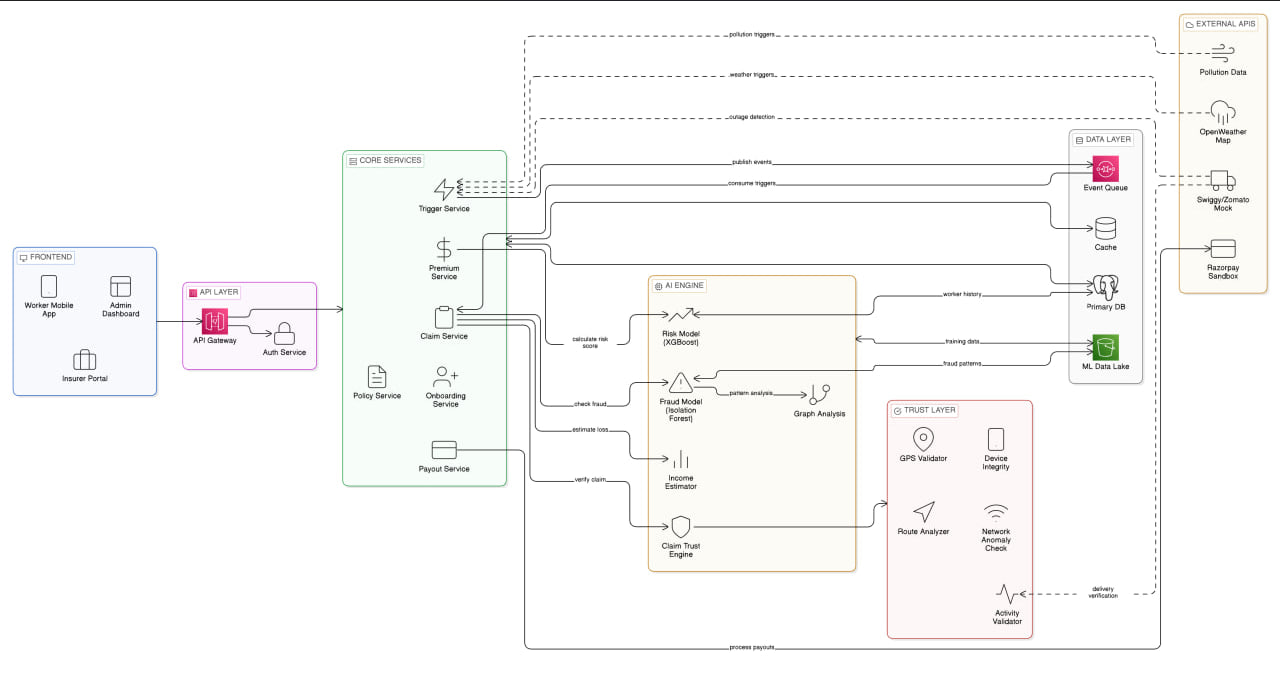 EXTERNAL APIS
pollution triggers
Pollution Data
weather triggers
OpenWeather
Map
outage detection
DATA LAYER
CORE SERVICES
publish events
Event Queue
consume triggers
Trigger Service
Swiggy/Zomato
Mock
Cache
FRONTEND
Premium
Service
Razorpay
Sandbox
API LAYER
AI ENGINE
Worker Mobile
App
Admin
Dashboard
worker history
Primary DB
API Gateway
Auth Service
Claim Service
Risk Model
(XGBoost)
calculate risk
score
training data
fraud patterns
ML Data Lake
Insurer Portal
Policy Service
Onboarding
Service
check fraud
Fraud Model
(Isolation
Forest)
pattern analysis
Graph Analysis
TRUST LAYER
estimate loss
GPS Validator
Device
Integrity
Payout Service
verify claim
Income
Estimator
Route Analyzer
Network
Anomaly
Check
Claim Trust
Engine
delivery
verification
Activity
Validator
process payouts